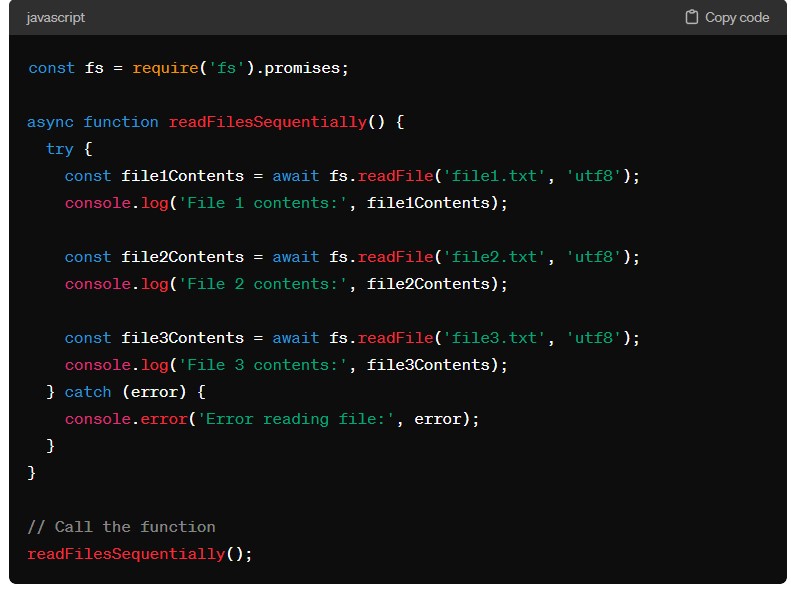 javascript
Copy code
const fs = require('fs').promises;
async function readFilesSequentially() {
  try {
    const file1Contents = await fs.readFile('file1.txt', 'utf8');
    console.log('File 1 contents:', file1Contents);
    const file2Contents = await fs.readFile('file2.txt', 'utf8');
    console.log('File 2 contents:', file2Contents);
    const file3Contents = await fs.readFile('file3.txt', 'utf8');
    console.log('File 3 contents:', file3Contents);
  } catch (error) {
    console.error('Error reading file:', error);
  }
}
// Call the function
readFilesSequentially();